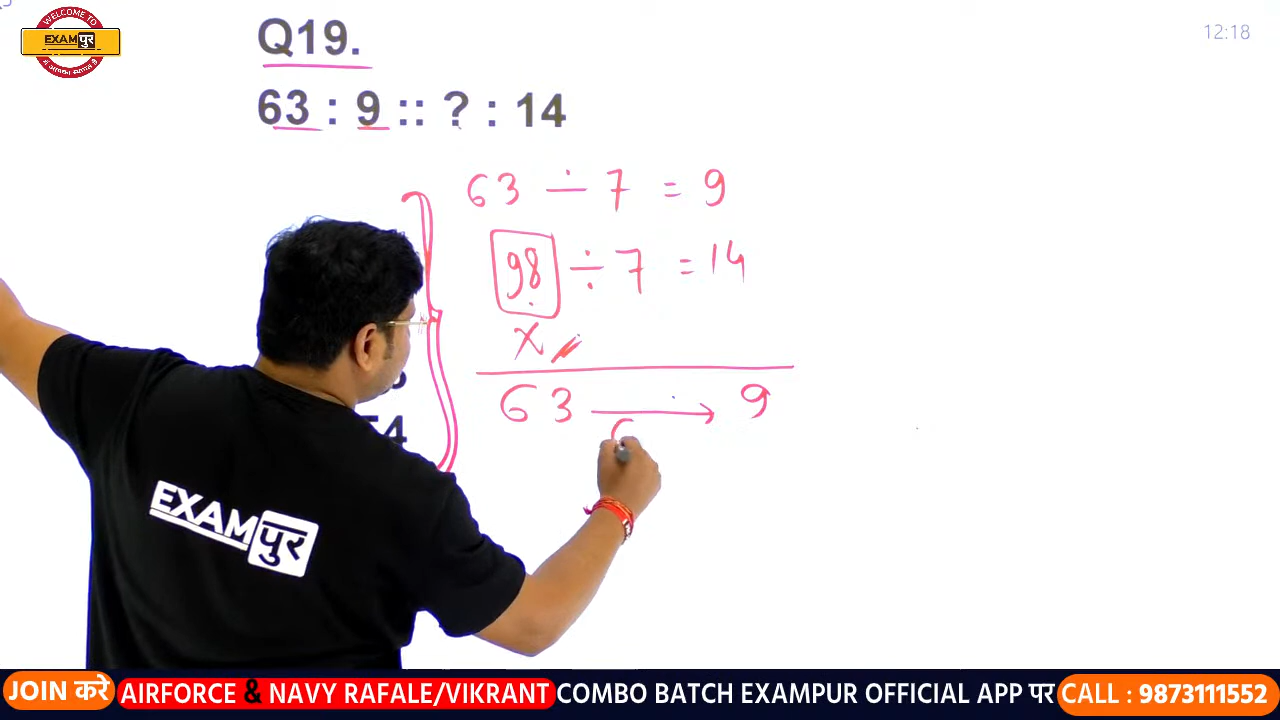 WELCOME TO
EXAMपुर
12:18
Q19.
63 : 9 :: ? : 14
63 ÷ 7 = 9
98 ÷ 7 = 14
X
63 → 9
EXAMपुर
JOIN करे AIRFORCE & NAVY RAFALE/VIKRANT COMBO BATCH EXAMPUR OFFICIAL APP पर CALL : 9873111552